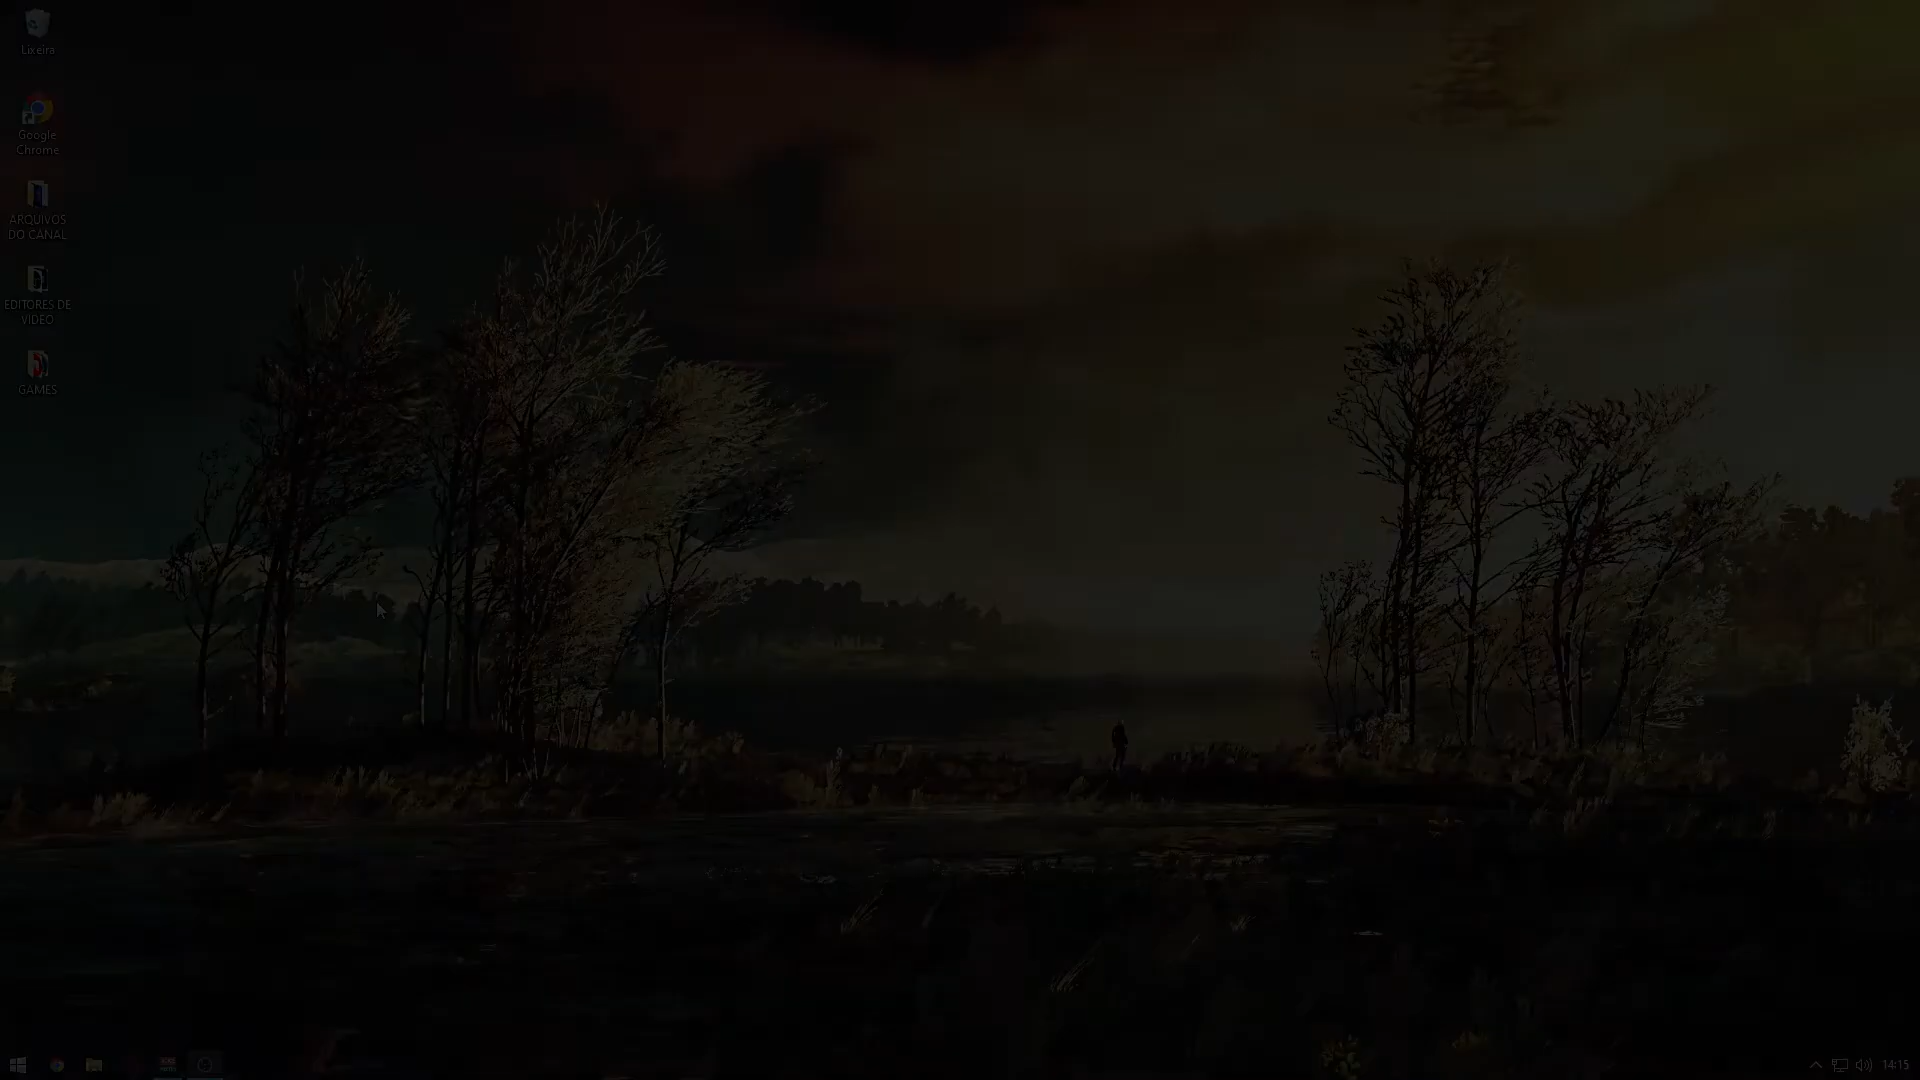 Lixeira
Google
Chrome
ARQUIVOS
DO CANAL
EDITORES DE
VIDEO
GAMES
14:15